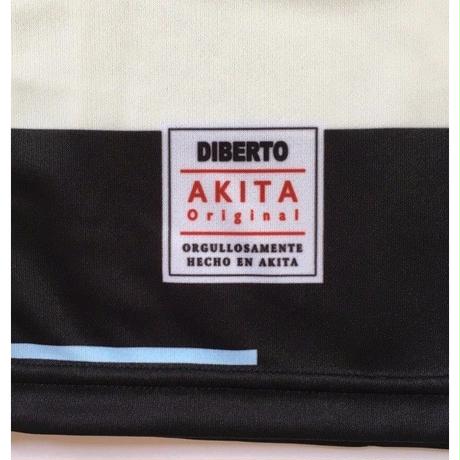 DIBERTO
AKITA
Original
ORGULLOSAMENTE
HECHO EN AKITA